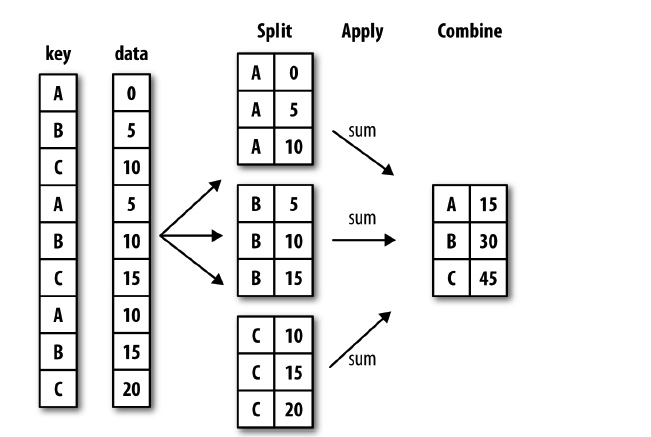 Split Apply Combine
key data
A 0
B 5
C 10
A 5
B 10
C 15
A 10
B 15
C 20
A 0
A 5
A 10
B 5
B 10
B 15
C 10
C 15
C 20
sum
sum
sum
A 15
B 30
C 45